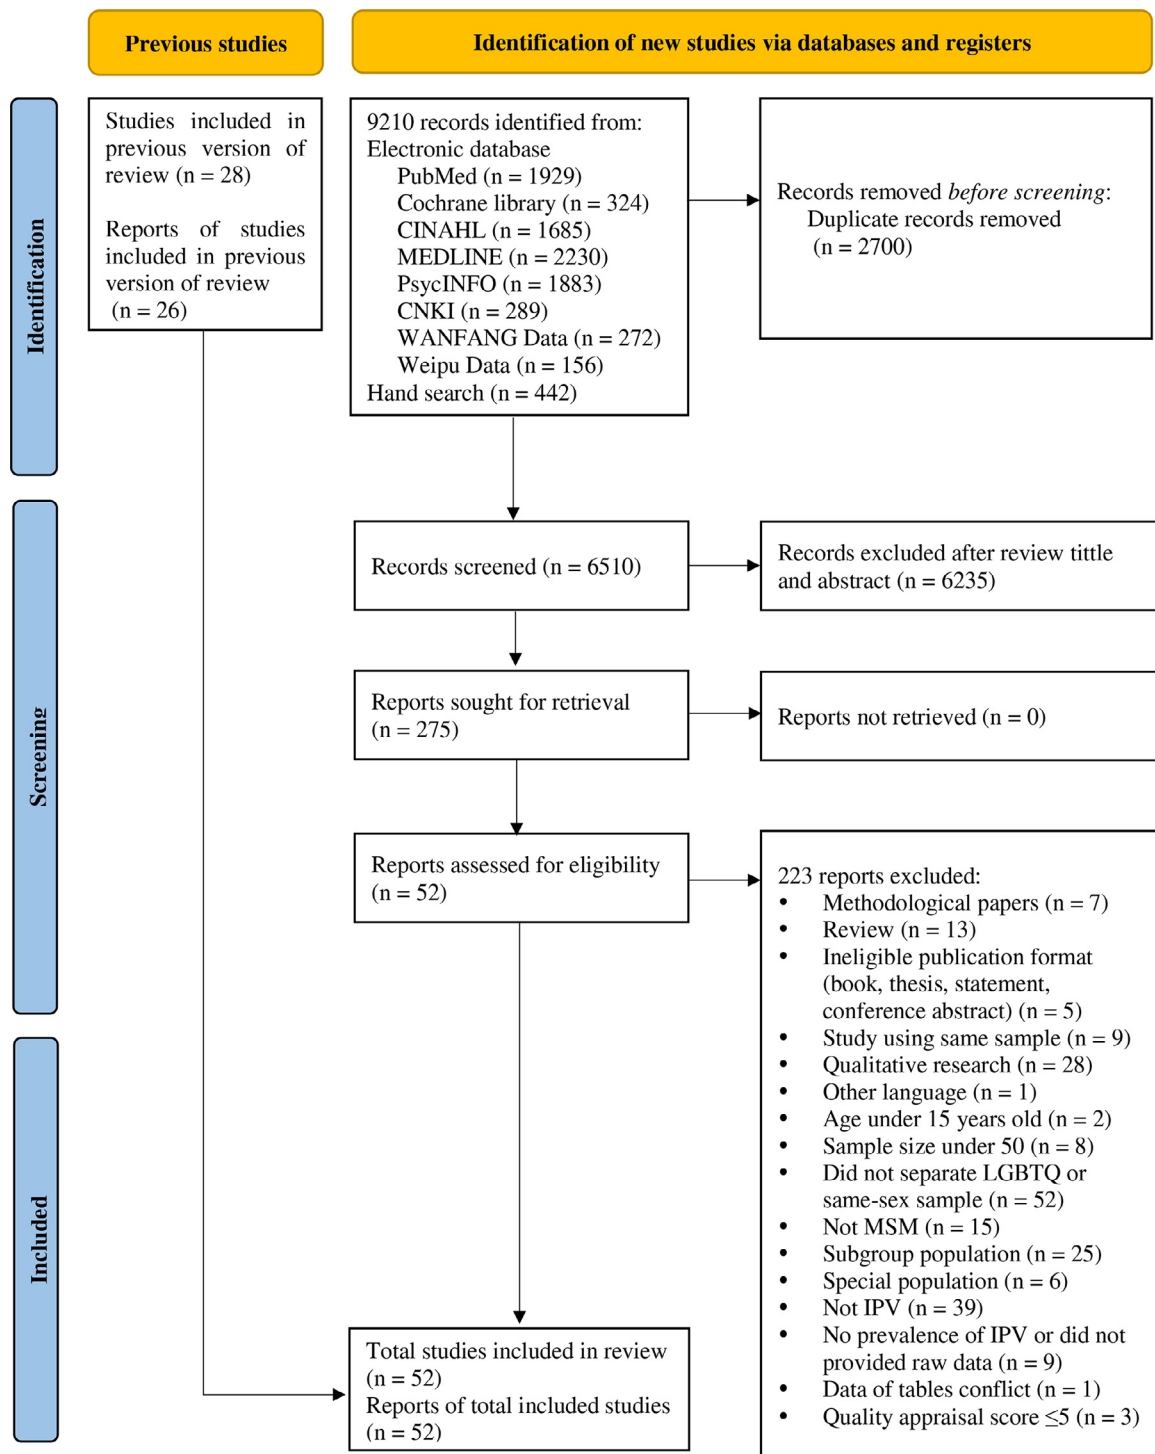 Previous studies
Identification of new studies via databases and registers
Identification
Studies included in
previous version of
review (n = 28)
Reports of studies
included in previous
version of review
(n = 26)
9210 records identified from:
Electronic database
PubMed (n = 1929)
Cochrane library (n = 324)
CINAHL (n = 1685)
MEDLINE (n = 2230)
PsycINFO (n = 1883)
CNKI (n = 289)
WANFANG Data (n = 272)
Weipu Data (n = 156)
Hand search (n = 442)
Records removed before screening:
Duplicate records removed
(n = 2700)
Screening
Records screened (n = 6510)
Records excluded after review tittle
and abstract (n = 6235)
Reports sought for retrieval
(n = 275)
Reports not retrieved (n = 0)
Reports assessed for eligibility
(n = 52)
223 reports excluded:
• Methodological papers (n = 7)
• Review (n = 13)
• Ineligible publication format
(book, thesis, statement,
conference abstract) (n = 5)
• Study using same sample (n = 9)
• Qualitative research (n = 28)
• Other language (n = 1)
• Age under 15 years old (n = 2)
• Sample size under 50 (n = 8)
• Did not separate LGBTQ or
same-sex sample (n = 52)
• Not MSM (n = 15)
• Subgroup population (n = 25)
• Special population (n = 6)
• Not IPV (n = 39)
• No prevalence of IPV or did not
provided raw data (n = 9)
• Data of tables conflict (n = 1)
• Quality appraisal score ≤5 (n = 3)
Included
Total studies included in review
(n = 52)
Reports of total included studies
(n = 52)